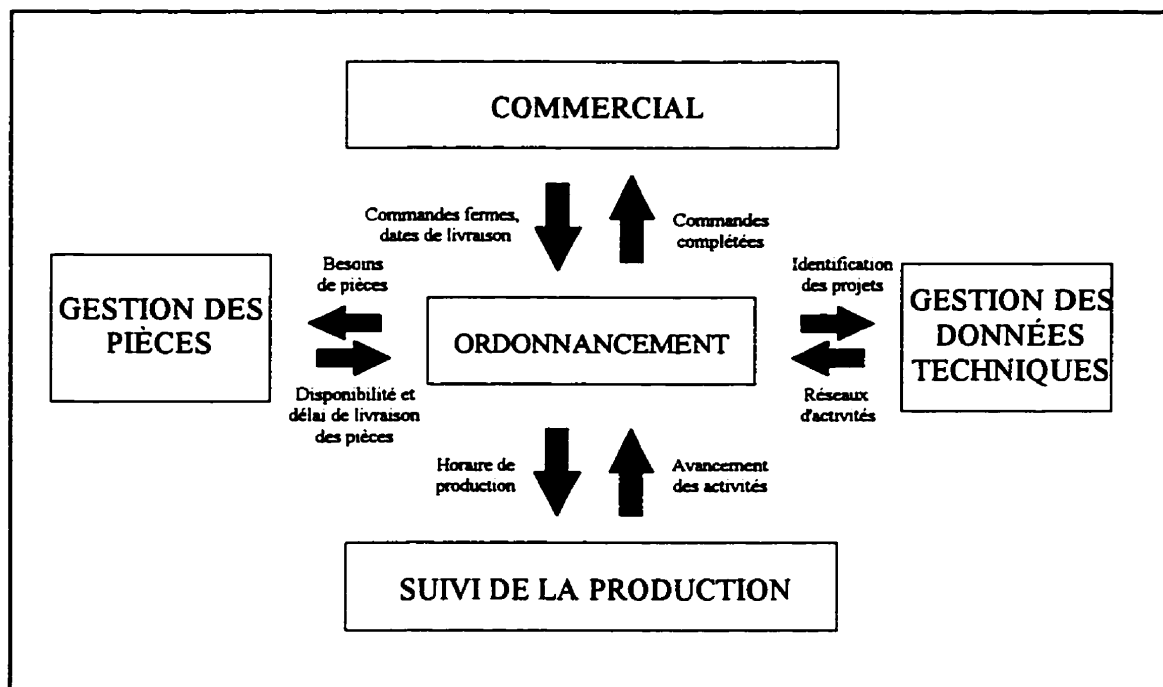 COMMERCIAL
Commandes fermes,
dates de livraison
Commandes
complétées
Besoins
de pièces
Identification
des projets
GESTION DES
PIÈCES
ORDONNANCEMENT
GESTION DES
DONNÉES
TECHNIQUES
Disponibilité et
délai de livraison
des pièces
Réseaux
d'activités
Horaire de
production
Avancement
des activités
SUIVI DE LA PRODUCTION